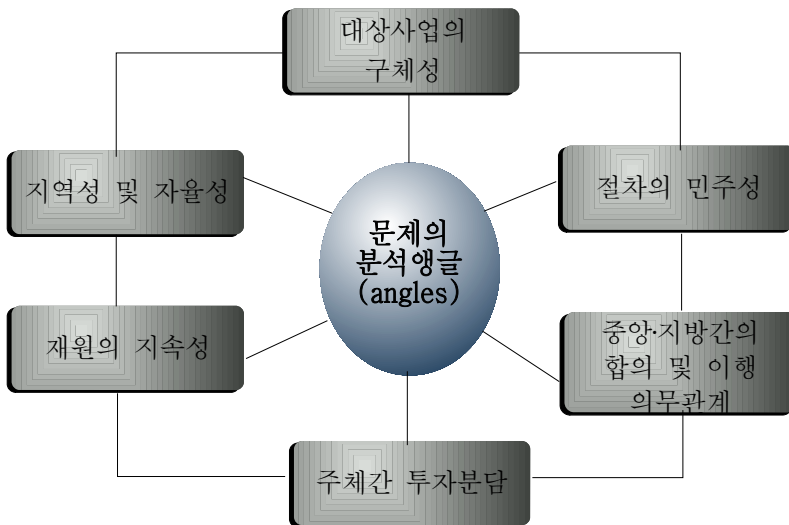 대상사업의
구체성
지역성 및 자율성
절차의 민주성
문제의
분석앵글
(angles)
재원의 지속성
중앙·지방간의
합의 및 이행
의무관계
주체간 투자분담